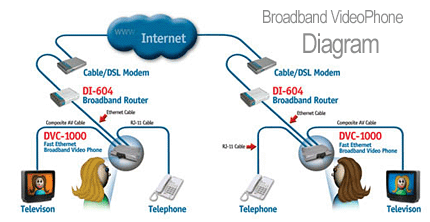 Broadband VideoPhone
Diagram
www
Internet
Cable/DSL Modem
Cable/DSL Modem
DI-604
Broadband Router
DI-604
Broadband Router
Ethernet Cable
Ethernet Cable
Composite AV Cable
DVC-1000
Fast Ethernet
Broadband Video Phone
RJ-11 Cable
RJ-11 Cable
Composite AV Cable
DVC-1000
Fast Ethernet
Broadband Video Phone
Televison
Telephone
Telephone
Televison